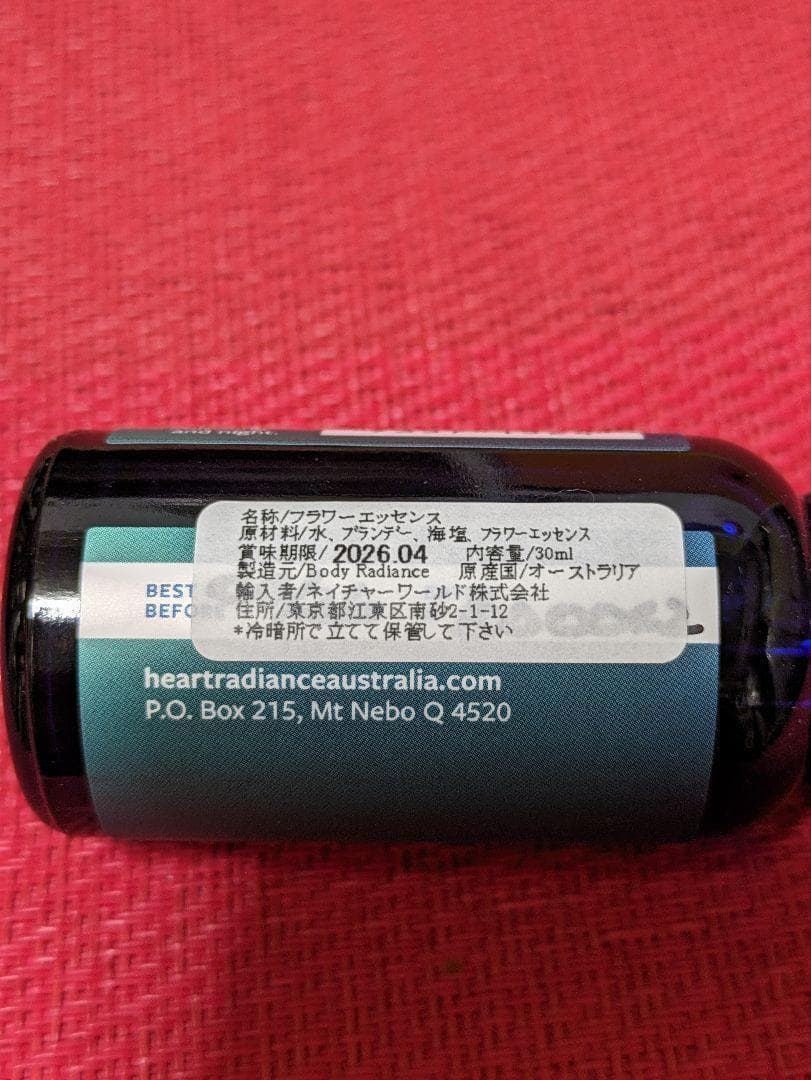 and night.
名称/フラワーエッセンス
原材料/水、ブランデー、海塩、フラワーエッセンス
賞味期限/ 2026.04 内容量/30ml
製造元/Body Radiance 原産国/オーストラリア
輸入者/ネイチャーワールド株式会社
住所/東京都江東区南砂2-1-12
*冷暗所で立てて保管して下さい
BEST
BEFORE
heartradianceaustralia.com
P.O. Box 215, Mt Nebo Q 4520